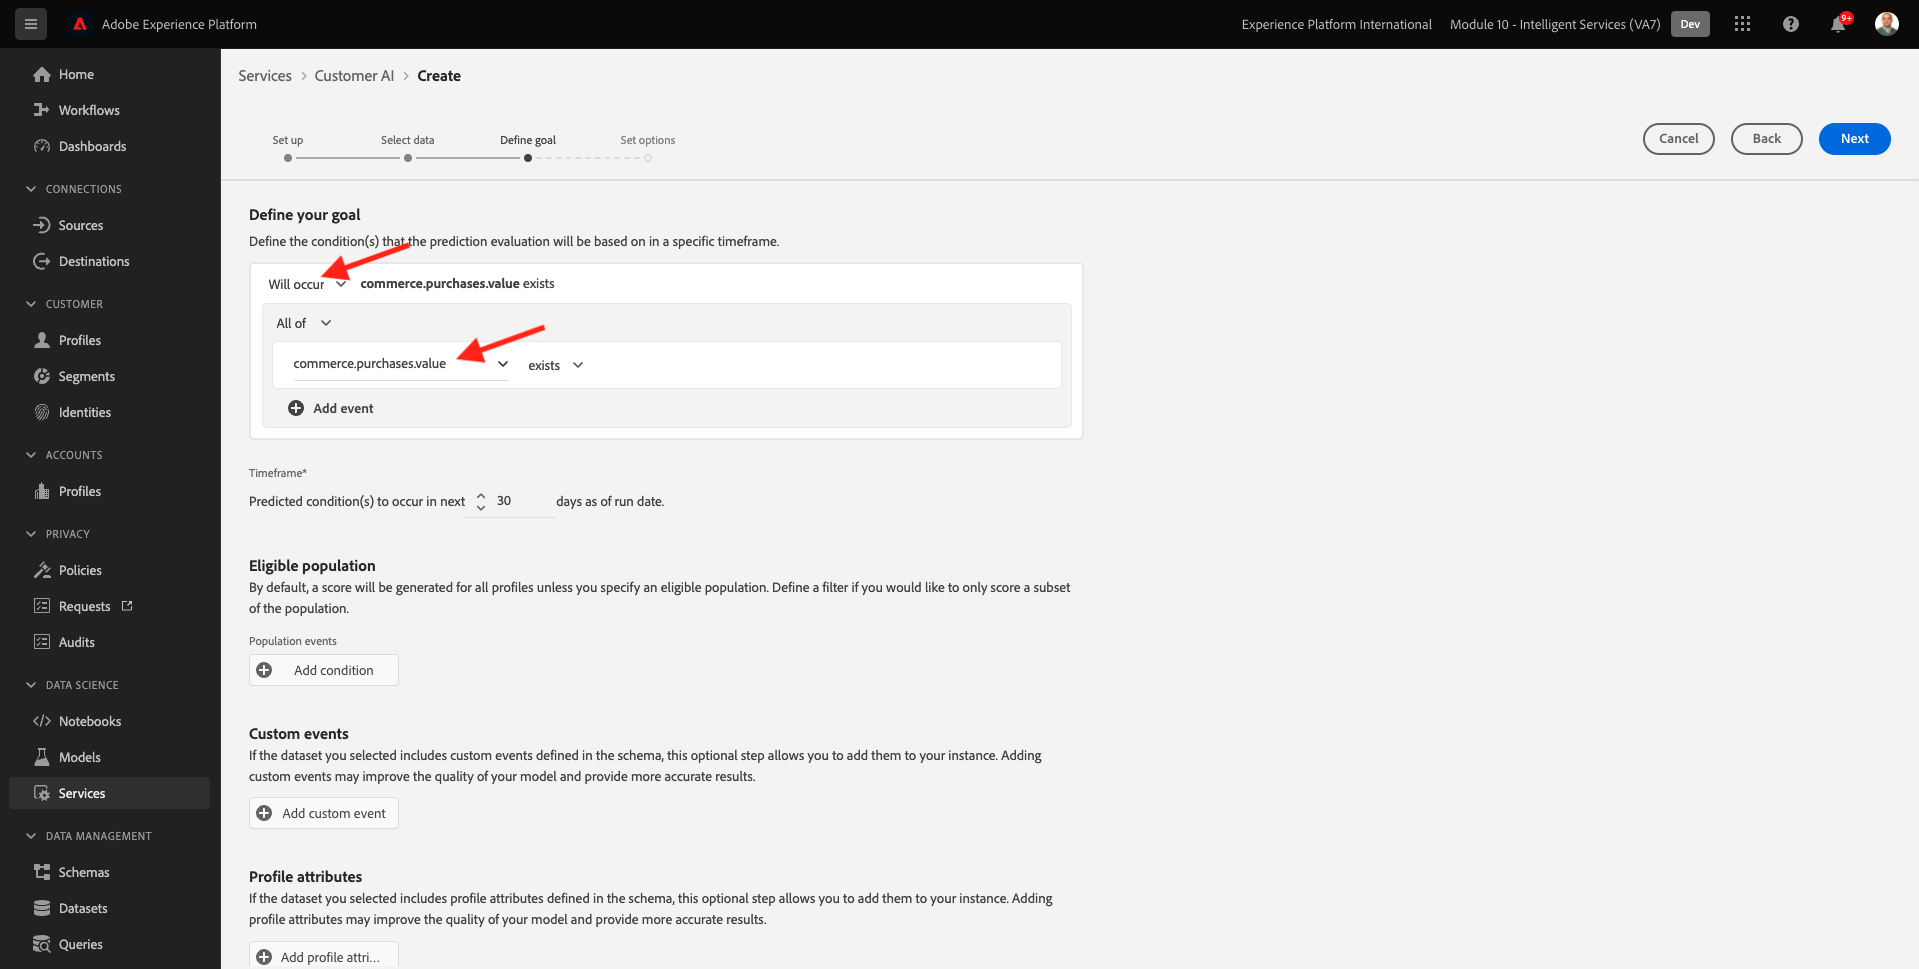 Adobe Experience Platform
Experience Platform International
Module 10 - Intelligent Services (VA7)
Dev
9+
Home
Workflows
Dashboards
CONNECTIONS
Sources
Destinations
CUSTOMER
Profiles
Segments
Identities
ACCOUNTS
Profiles
PRIVACY
Policies
Requests
Audits
DATA SCIENCE
Notebooks
Models
Services
DATA MANAGEMENT
Schemas
Datasets
Queries
Services > Customer AI > Create
Set up
Select data
Define goal
Set options
Cancel
Back
Next
Define your goal
Define the condition(s) that the prediction evaluation will be based on in a specific timeframe.
Will occur commerce.purchases.value exists
All of
commerce.purchases.value exists
Add event
Timeframe*
Predicted condition(s) to occur in next 30 days as of run date.
Eligible population
By default, a score will be generated for all profiles unless you specify an eligible population. Define a filter if you would like to only score a subset
of the population.
Population events
Add condition
Custom events
If the dataset you selected includes custom events defined in the schema, this optional step allows you to add them to your instance. Adding
custom events may improve the quality of your model and provide more accurate results.
Add custom event
Profile attributes
If the dataset you selected includes profile attributes defined in the schema, this optional step allows you to add them to your instance. Adding
profile attributes may improve the quality of your model and provide more accurate results.
Add profile attri...